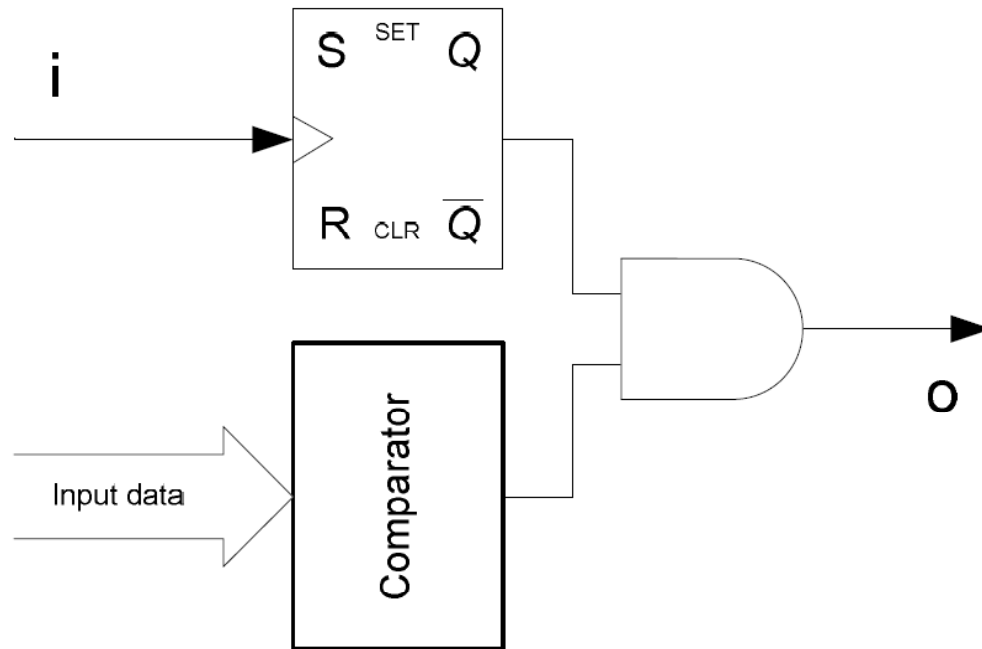 i
S SET Q
R CLR Q̅
o
Input data
Comparator